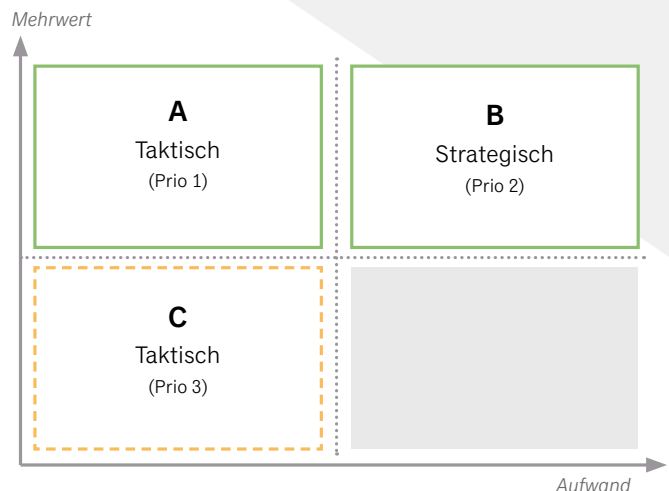 Mehrwert
A
Taktisch
(Prio 1)
B
Strategisch
(Prio 2)
C
Taktisch
(Prio 3)
Aufwand